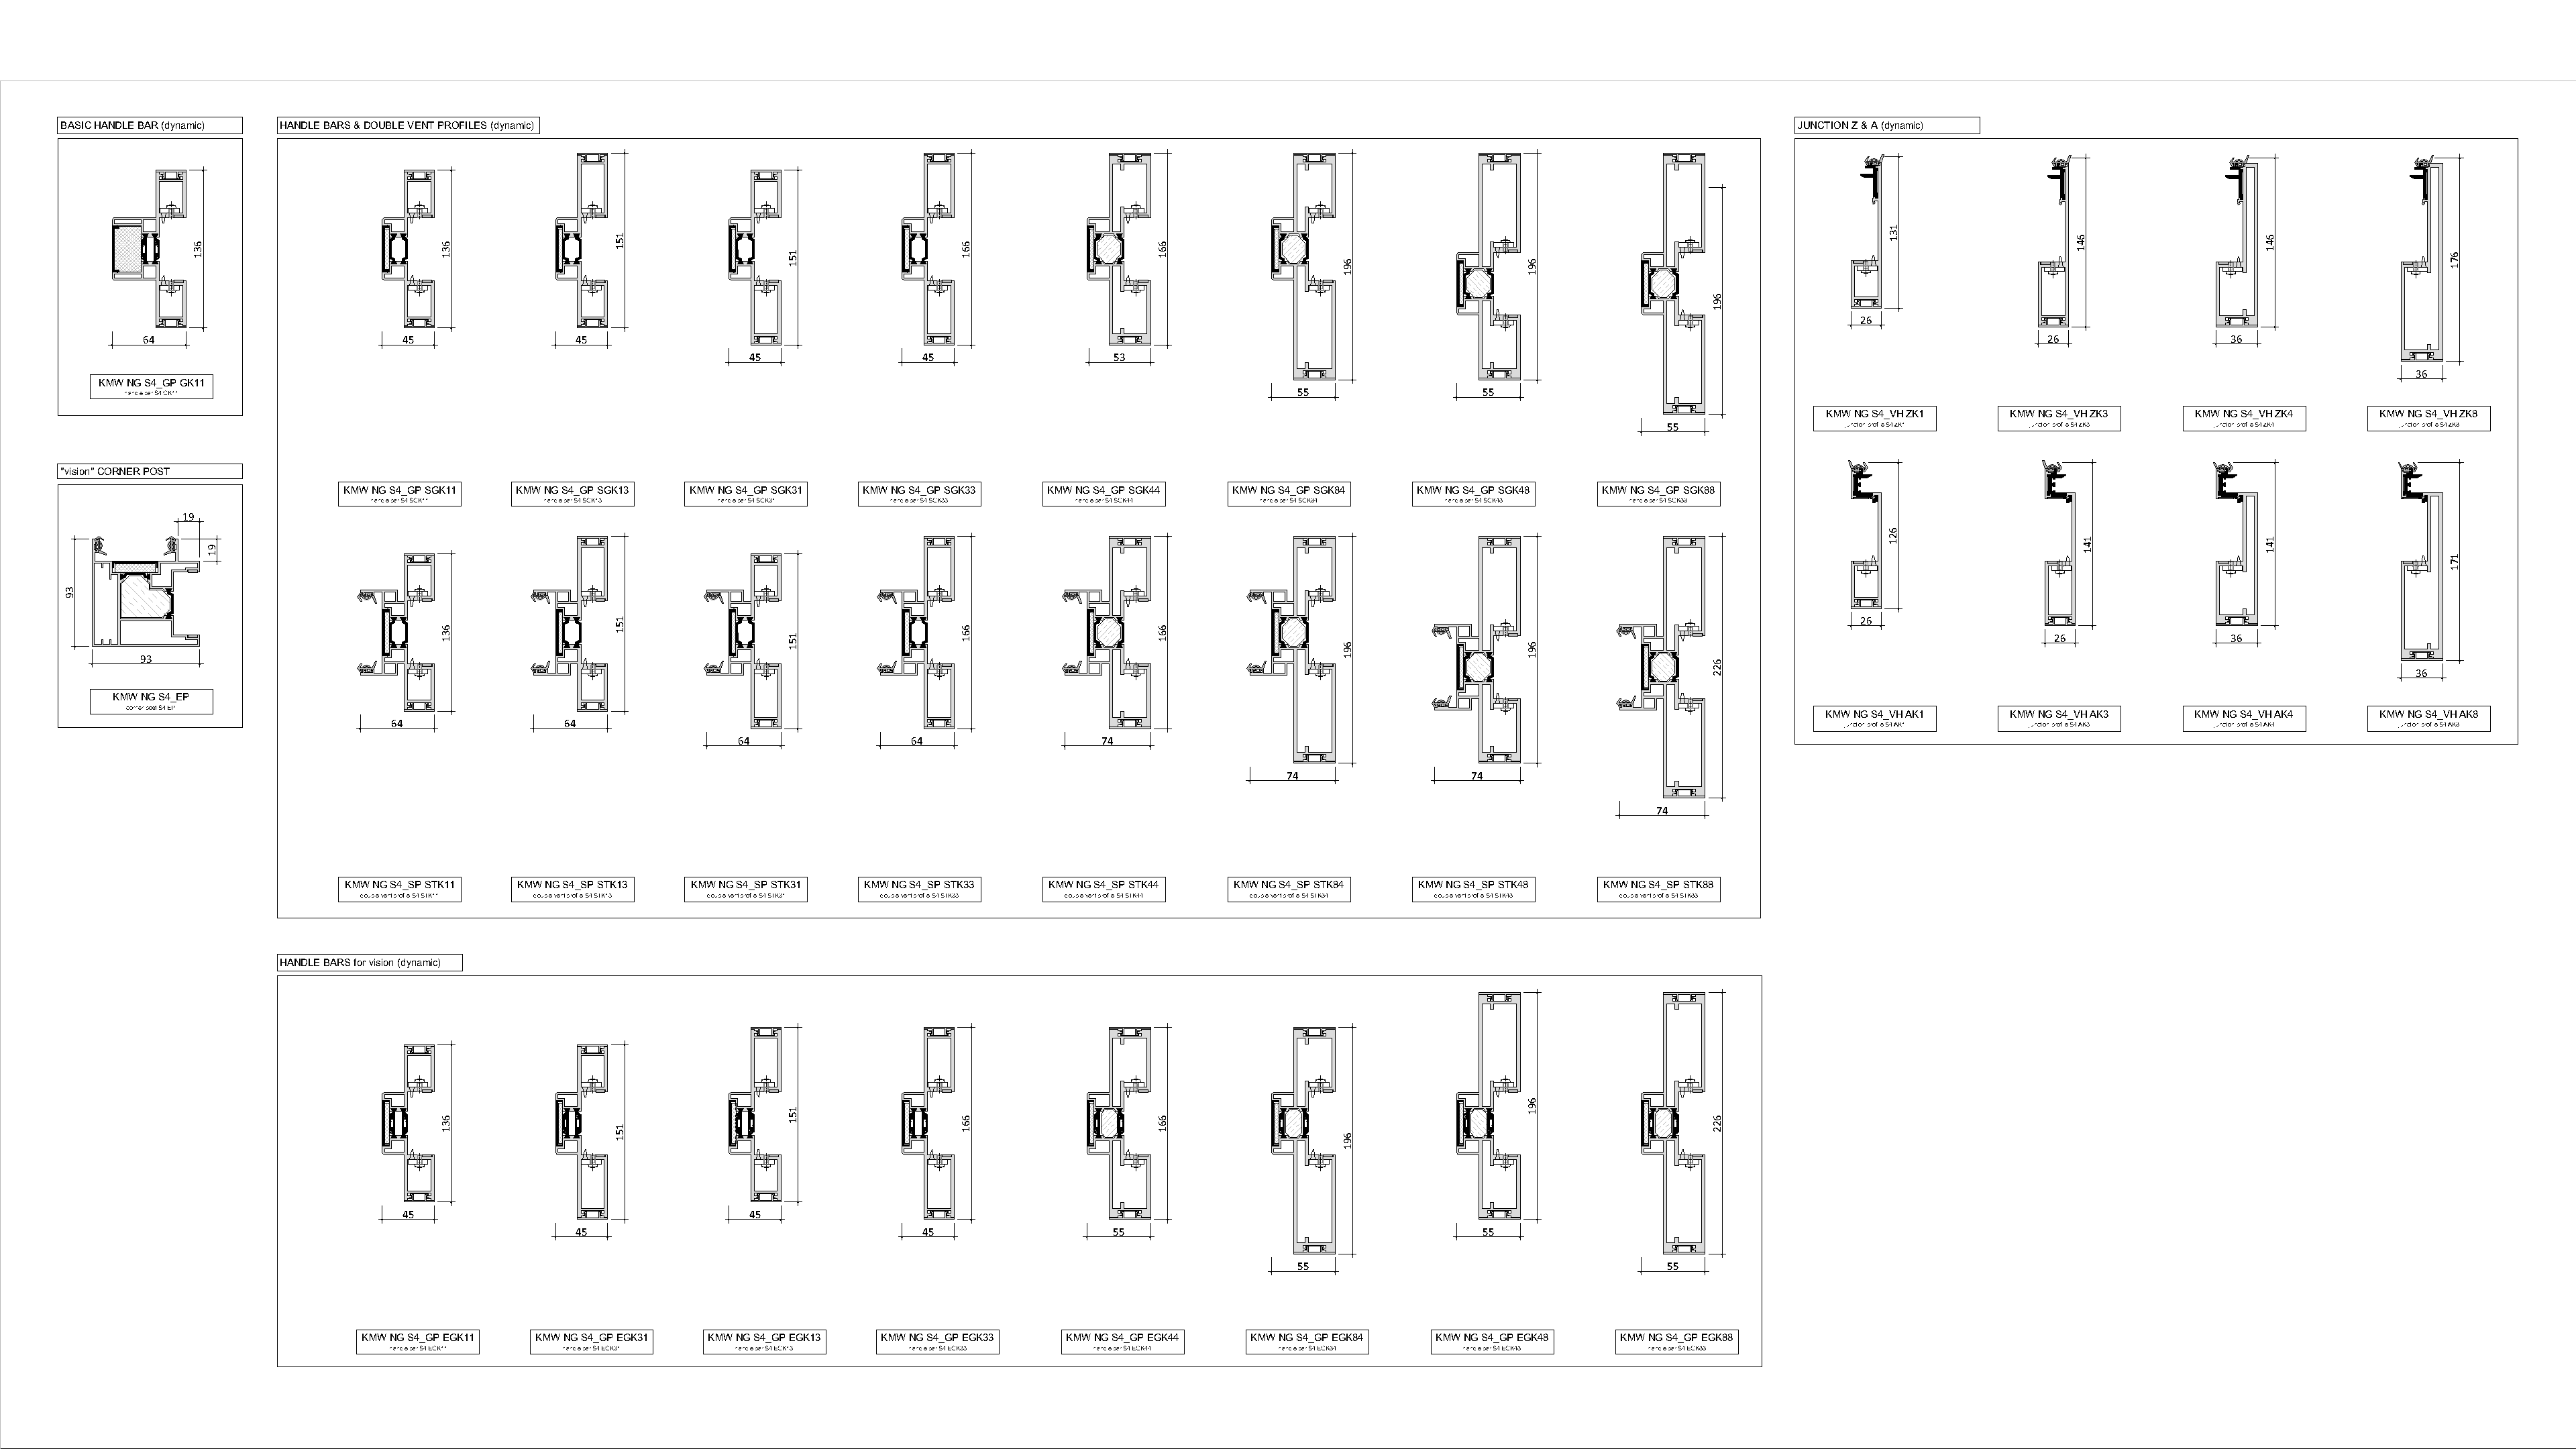 BASIC HANDLE BAR (dynamic)
136
64
KMW NG S4_GP GK11
"vision" CORNER POST
19
19
93
93
KMW NG S4_EP
corner post S4 EP
HANDLE BARS & DOUBLE VENT PROFILES (dynamic)
136
151
151
166
166
196
196
196
45
45
45
45
53
55
55
55
KMW NG S4_GP SGK11
KMW NG S4_GP SGK13
KMW NG S4_GP SGK31
KMW NG S4_GP SGK33
KMW NG S4_GP SGK44
KMW NG S4_GP SGK84
KMW NG S4_GP SGK48
KMW NG S4_GP SGK88
136
151
151
166
166
196
196
226
64
64
64
64
74
74
74
74
KMW NG S4_SP STK11
KMW NG S4_SP STK13
KMW NG S4_SP STK31
KMW NG S4_SP STK33
KMW NG S4_SP STK44
KMW NG S4_SP STK84
KMW NG S4_SP STK48
KMW NG S4_SP STK88
HANDLE BARS for vision (dynamic)
136
151
151
166
166
196
196
226
45
45
45
45
55
55
55
55
KMW NG S4_GP EGK11
KMW NG S4_GP EGK31
KMW NG S4_GP EGK13
KMW NG S4_GP EGK33
KMW NG S4_GP EGK44
KMW NG S4_GP EGK84
KMW NG S4_GP EGK48
KMW NG S4_GP EGK88
JUNCTION Z & A (dynamic)
131
146
146
176
26
26
36
36
KMW NG S4_VH ZK1
KMW NG S4_VH ZK3
KMW NG S4_VH ZK4
KMW NG S4_VH ZK8
126
141
141
171
26
26
36
36
KMW NG S4_VH AK1
KMW NG S4_VH AK3
KMW NG S4_VH AK4
KMW NG S4_VH AK8